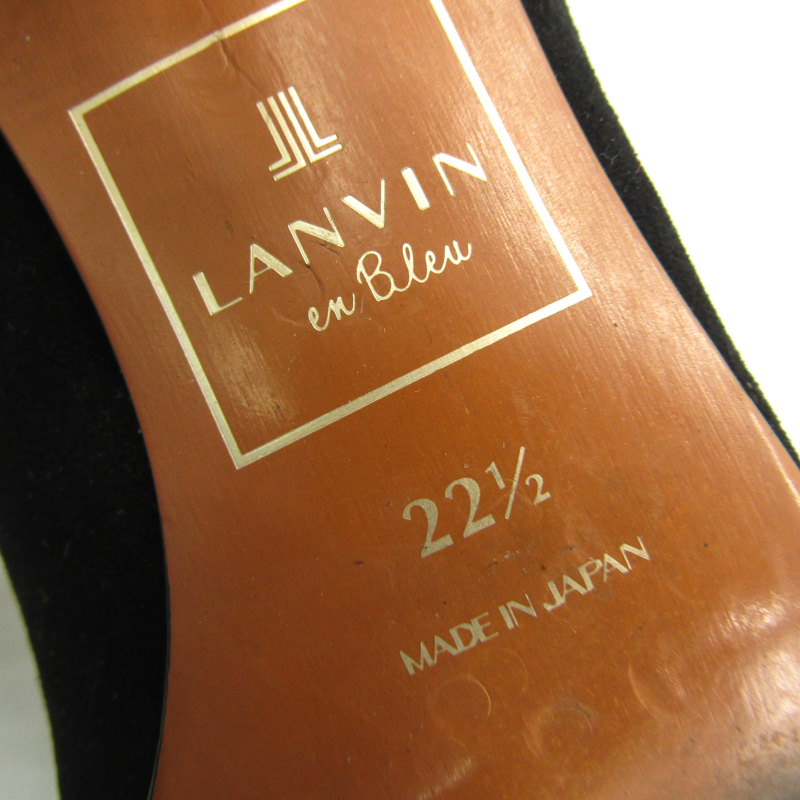 LANVIN
en Bleu
22½
MADE IN JAPAN